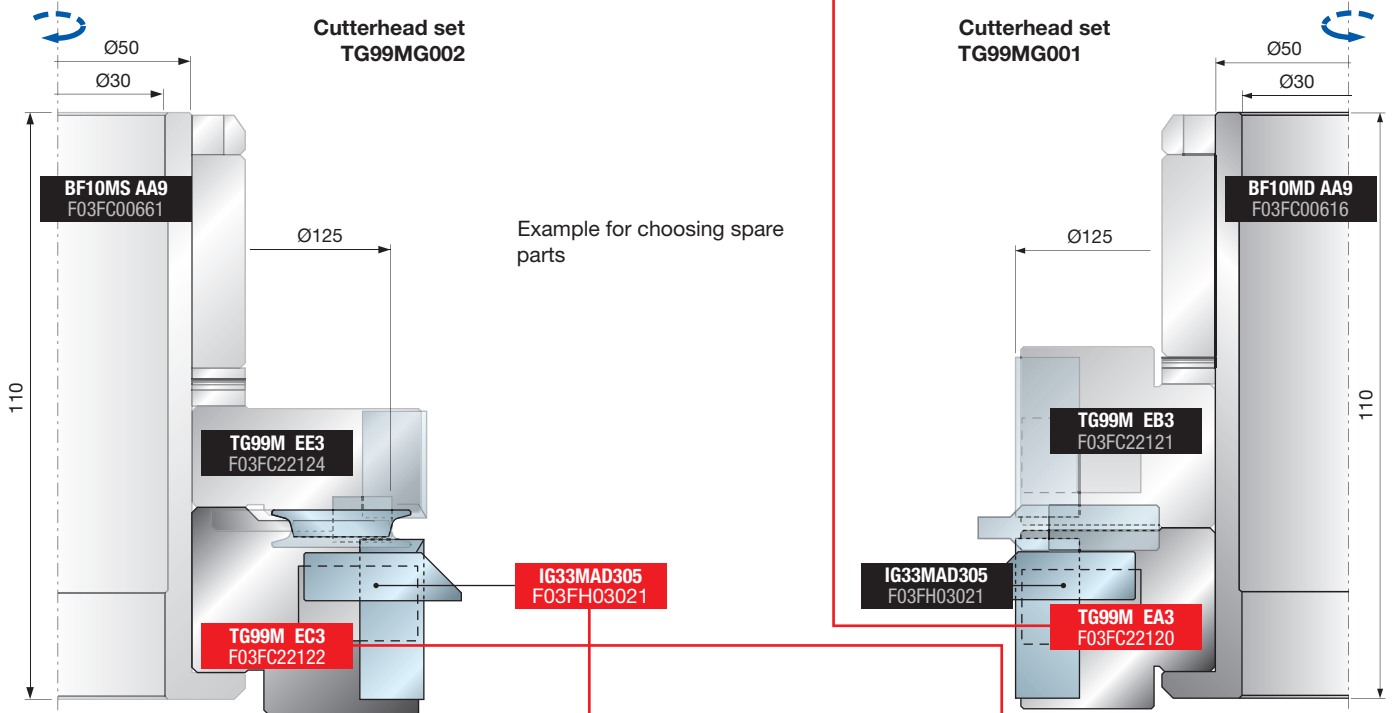 Cutterhead set
TG99MG002
Ø50
Ø30
110
BF10MS AA9
F03FC00661
Ø125
Example for choosing spare
parts
TG99M EE3
F03FC22124
IG33MAD305
F03FH03021
TG99M EC3
F03FC22122
Cutterhead set
TG99MG001
Ø50
Ø30
110
BF10MD AA9
F03FC00616
Ø125
TG99M EB3
F03FC22121
IG33MAD305
F03FH03021
TG99M EA3
F03FC22120